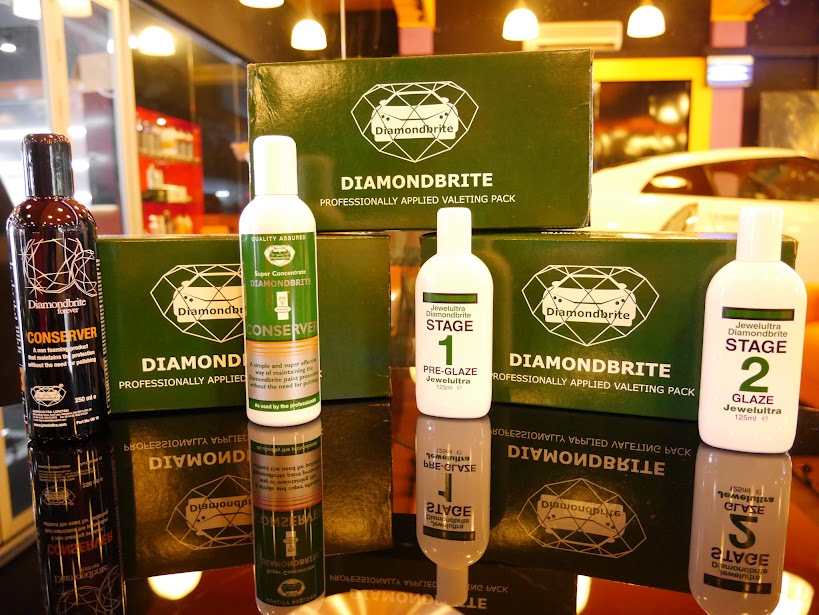 Diamondbrite
DIAMONDBRITE
PROFESSIONALLY APPLIED VALETING PACK
Diamondbrite
DIAMONDB
PROFESSIONALLY APPLIED
Diamondbrite
DIAMONDBRITE
PROFESSIONALLY APPLIED VALETING PACK
Diamondbrite
forever
CONSERVER
A non foaming product
that maintains the protection
without the need for polishing
250 ml e
QUALITY ASSURED
Super Concentrate
DIAMONDBRITE
CONSERVER
A simple and super effective
way of maintaining the
Diamondbrite paint
without the need for polishing
As used by the professionals
Jewelultra
Diamondbrite
STAGE
1
PRE-GLAZE
Jewelultra
125ml e
Jewelultra
Diamondbrite
STAGE
2
GLAZE
Jewelultra
125ml e